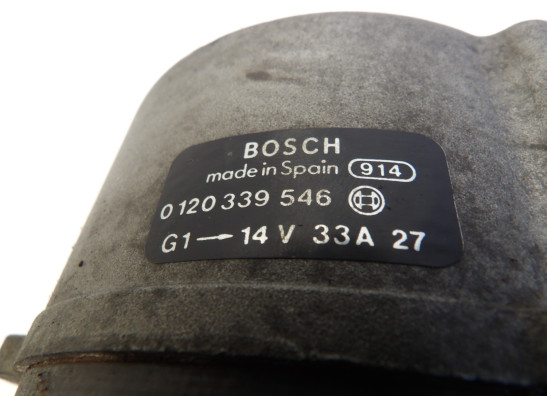 BOSCH
made in Spain 914
0 120 339 546
G1→14 V 33A 27